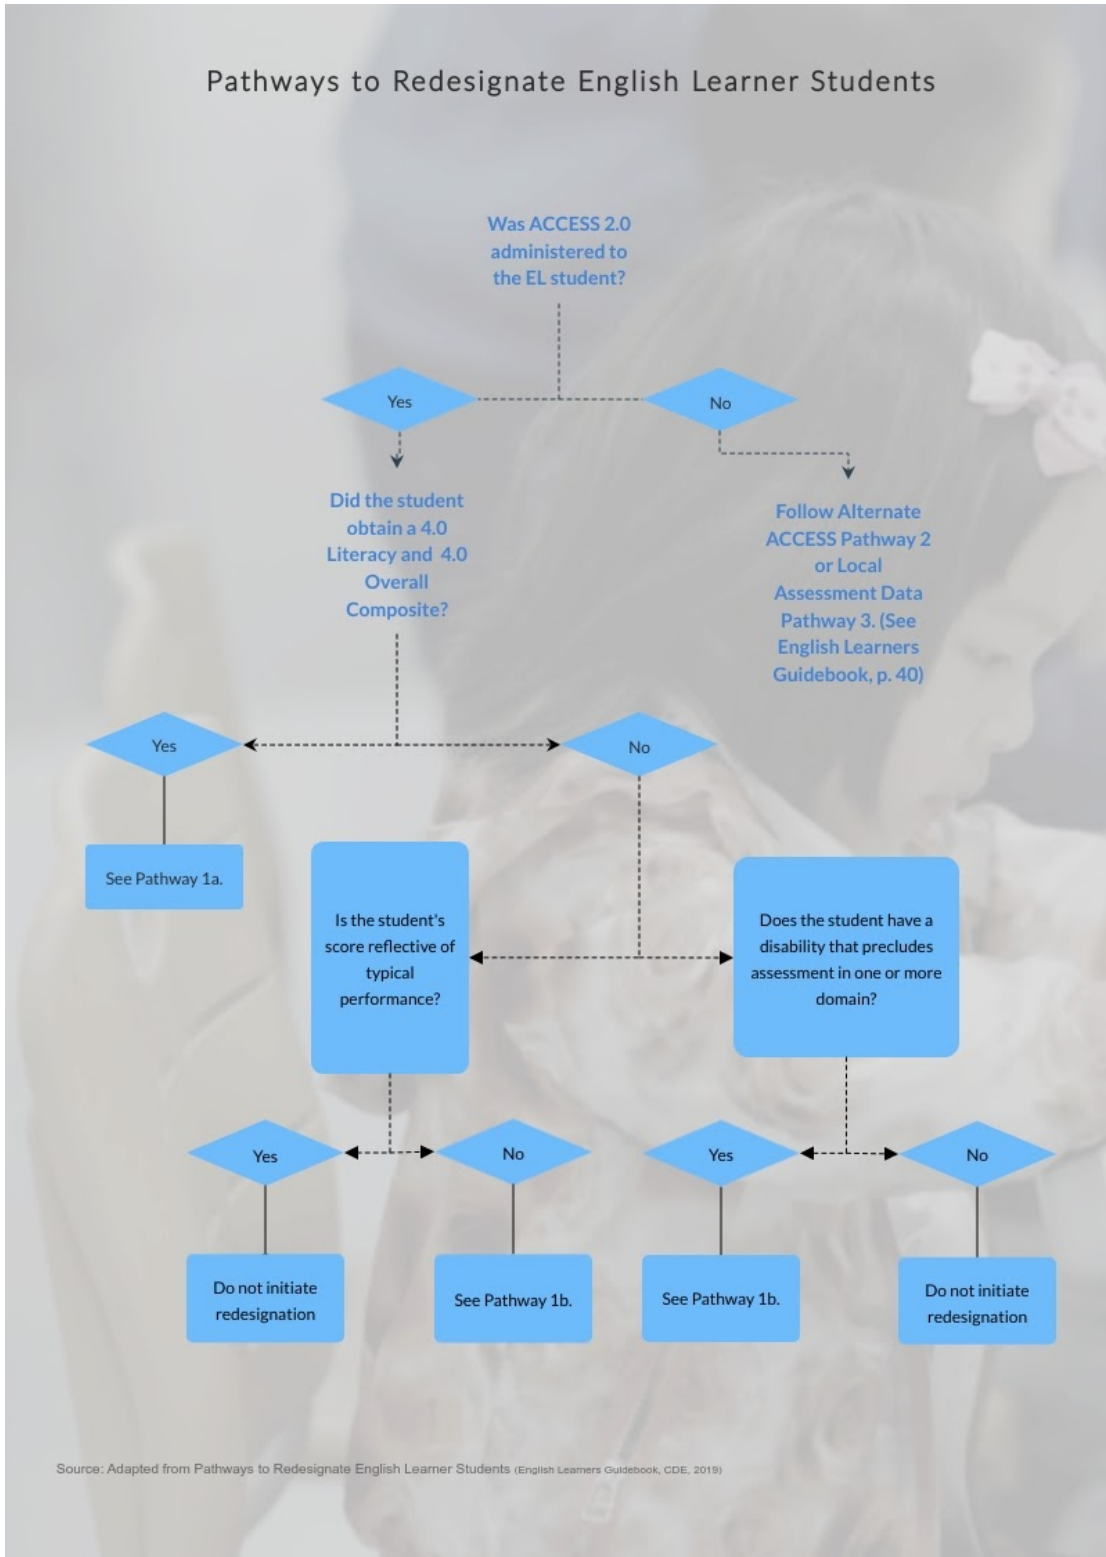 Pathways to Redesignate English Learner Students
Was ACCESS 2.0
administered to
the EL student?
Yes
No
Did the student
obtain a 4.0
Literacy and 4.0
Overall
Composite?
Follow Alternate
ACCESS Pathway 2
or Local
Assessment Data
Pathway 3. (See
English Learners
Guidebook, p. 40)
Yes
No
See Pathway 1a.
Is the student's
score reflective of
typical
performance?
Does the student have a
disability that precludes
assessment in one or more
domain?
Yes
No
Yes
No
Do not initiate
redesignation
See Pathway 1b.
See Pathway 1b.
Do not initiate
redesignation
Source: Adapted from Pathways to Redesignate English Learner Students (English Learners Guidebook, CDE, 2019)